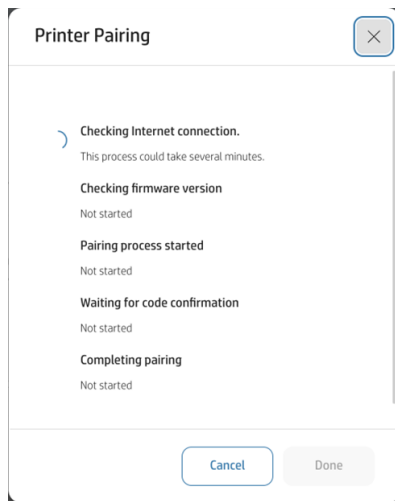 Printer Pairing
Checking Internet connection.
This process could take several minutes.
Checking firmware version
Not started
Pairing process started
Not started
Waiting for code confirmation
Not started
Completing pairing
Not started
Cancel
Done